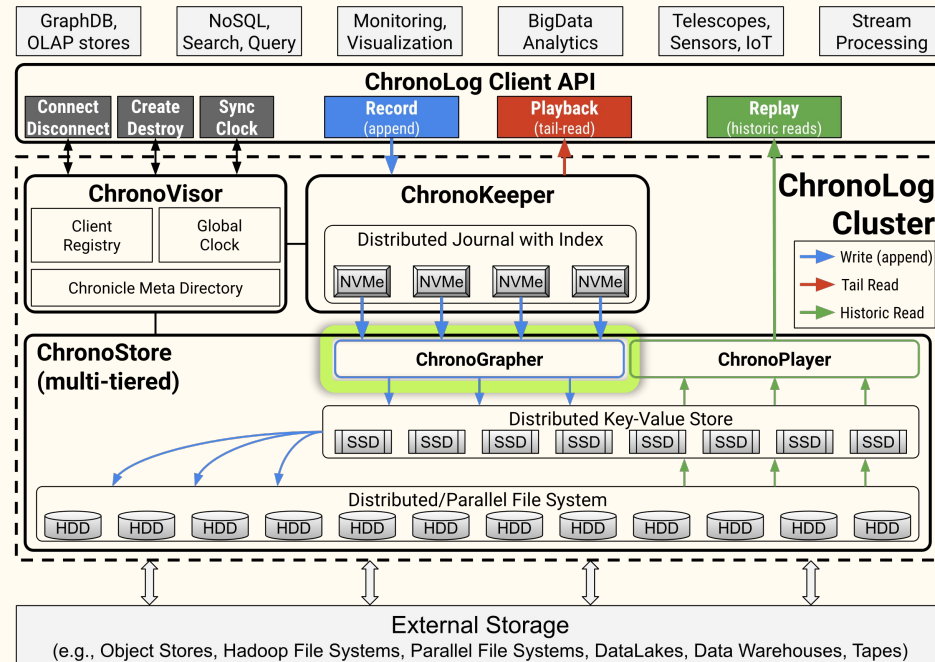 GraphDB,
OLAP stores
NoSQL,
Search, Query
Monitoring,
Visualization
BigData
Analytics
Telescopes,
Sensors, IoT
Stream
Processing
ChronoLog Client API
Connect
Disconnect
Create
Destroy
Sync
Clock
Record
(append)
Playback
(tail-read)
Replay
(historic reads)
ChronoVisor
Client
Registry
Global
Clock
Chronicle Meta Directory
ChronoKeeper
Distributed Journal with Index
NVMe
NVMe
NVMe
NVMe
ChronoLog
Cluster
Write (append)
Tail Read
Historic Read
ChronoStore
(multi-tiered)
ChronoGrapher
ChronoPlayer
Distributed Key-Value Store
SSD
SSD
SSD
SSD
SSD
SSD
SSD
SSD
Distributed/Parallel File System
HDD
HDD
HDD
HDD
HDD
HDD
HDD
HDD
HDD
HDD
HDD
HDD
External Storage
(e.g., Object Stores, Hadoop File Systems, Parallel File Systems, DataLakes, Data Warehouses, Tapes)